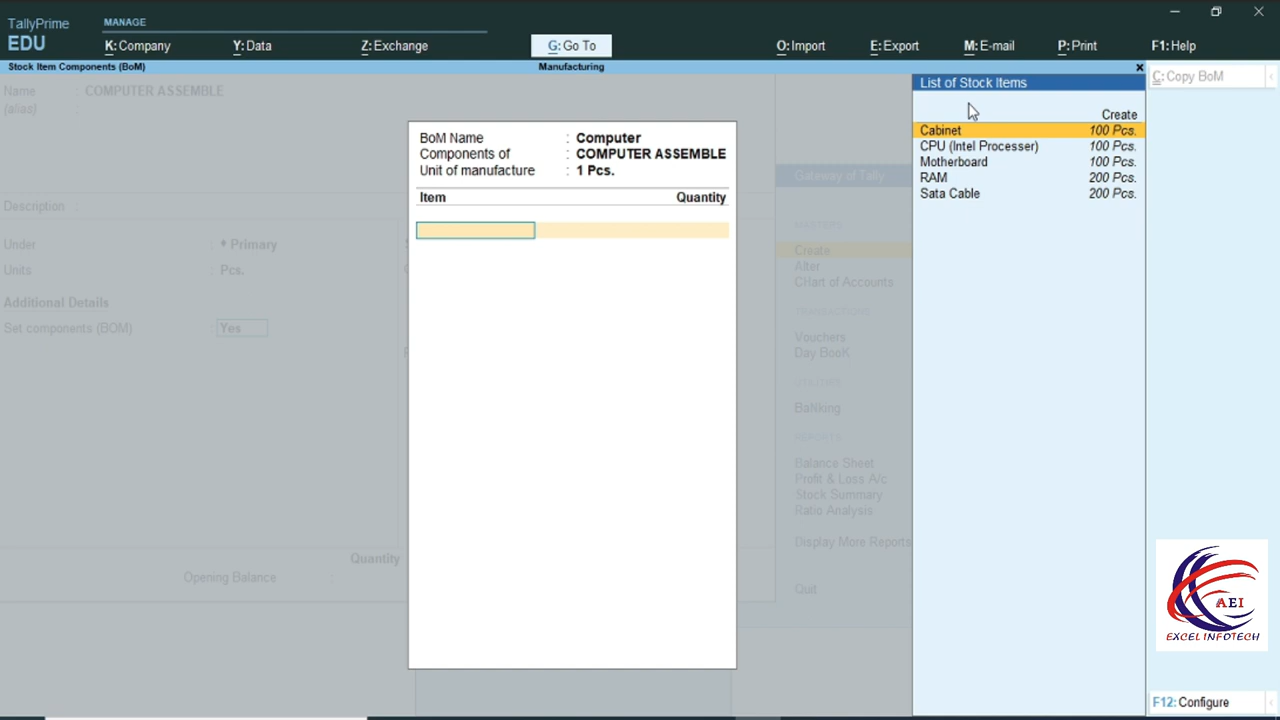 TallyPrime
EDU
MANAGE
K: Company
Y: Data
Z: Exchange
G: Go To
O: Import
E: Export
M: E-mail
P: Print
F1: Help
Stock Item Components (BoM)
Manufacturing
Name : COMPUTER ASSEMBLE
(alias) :
Description :
Under : ♦ Primary
Units : Pcs.
Additional Details
Set components (BOM) : Yes
Quantity
Opening Balance :
BoM Name : Computer
Components of : COMPUTER ASSEMBLE
Unit of manufacture : 1 Pcs.
Item Quantity
Gateway of Tally
MASTERS
Create
Alter
CHart of Accounts
TRANSACTIONS
Vouchers
Day BooK
UTILITIES
BaNking
REPORTS
Balance Sheet
Profit & Loss A/c
Stock Summary
Ratio Analysis
Display More Reports
Quit
List of Stock Items
Create
Cabinet 100 Pcs.
CPU (Intel Processer) 100 Pcs.
Motherboard 100 Pcs.
RAM 200 Pcs.
Sata Cable 200 Pcs.
C: Copy BoM
AEI
EXCEL INFOTECH
F12: Configure